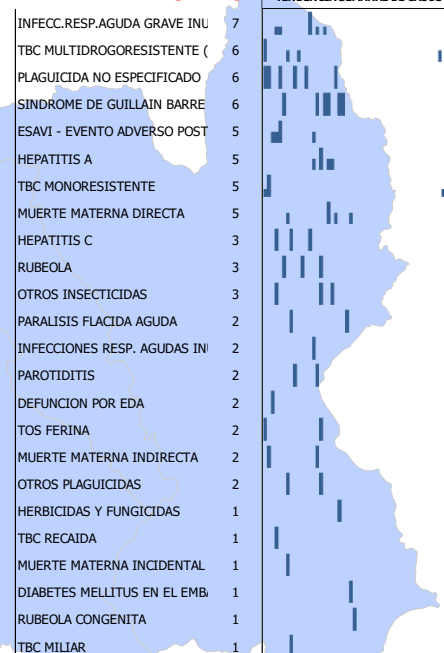 INFECC.RESP.AGUDA GRAVE INU 7
TBC MULTIDROGORESISTENTE ( 6
PLAGUICIDA NO ESPECIFICADO 6
SINDROME DE GUILLAIN BARRE 6
ESAVI - EVENTO ADVERSO POST 5
HEPATITIS A 5
TBC MONORESISTENTE 5
MUERTE MATERNA DIRECTA 5
HEPATITIS C 3
RUBEOLA 3
OTROS INSECTICIDAS 3
PARALISIS FLACIDA AGUDA 2
INFECCIONES RESP. AGUDAS INU 2
PAROTIDITIS 2
DEFUNCION POR EDA 2
TOS FERINA 2
MUERTE MATERNA INDIRECTA 2
OTROS PLAGUICIDAS 2
HERBICIDAS Y FUNGICIDAS 1
TBC RECAIDA 1
MUERTE MATERNA INCIDENTAL 1
DIABETES MELLITUS EN EL EMBA 1
RUBEOLA CONGENITA 1
TBC MILIAR 1